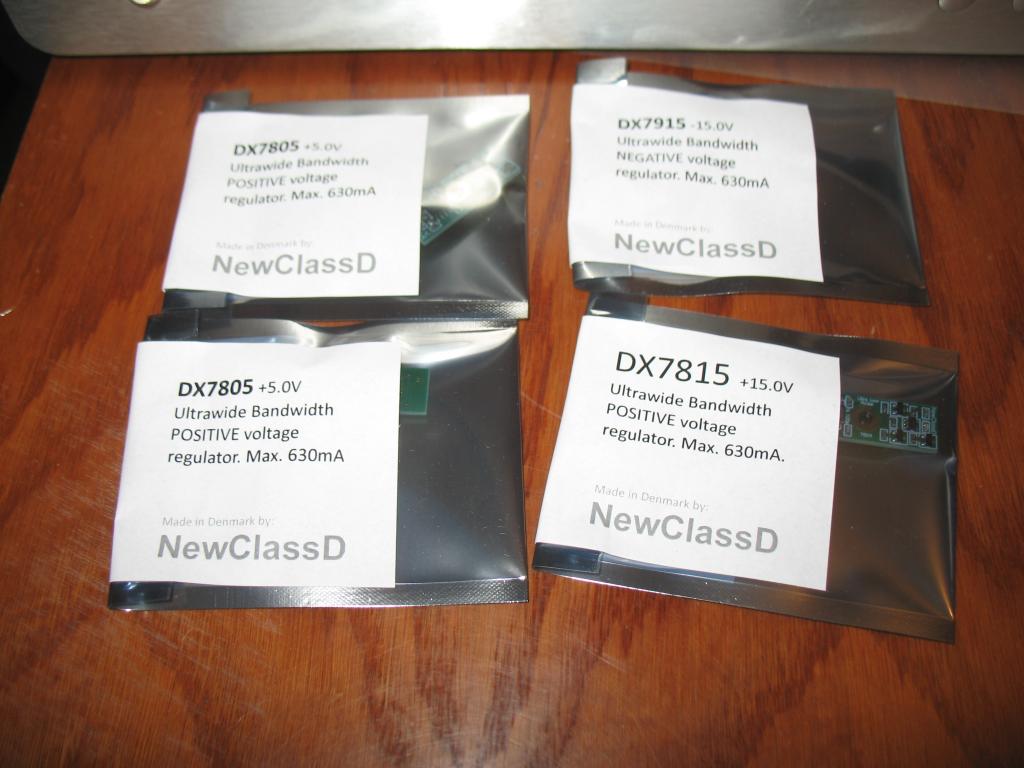 DX7805 +5.0V
Ultrawide Bandwidth
POSITIVE voltage
regulator. Max. 630mA
Made in Denmark by:
NewClassD
DX7915 -15.0V
Ultrawide Bandwidth
NEGATIVE voltage
regulator. Max. 630mA
Made in Denmark by:
NewClassD
DX7805 +5.0V
Ultrawide Bandwidth
POSITIVE voltage
regulator. Max. 630mA
Made in Denmark by:
NewClassD
DX7815 +15.0V
Ultrawide Bandwidth
POSITIVE voltage
regulator. Max. 630mA.
Made in Denmark by:
NewClassD